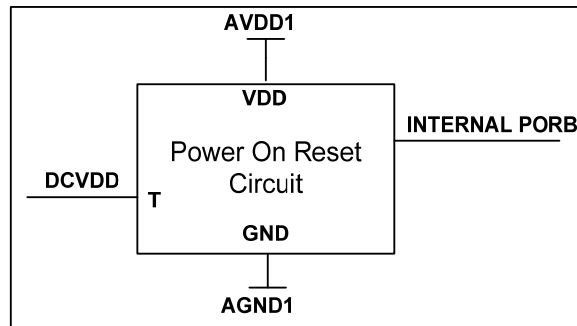 AVDD1
VDD
INTERNAL PORB
Power On Reset
Circuit
DCVDD
T
GND
AGND1